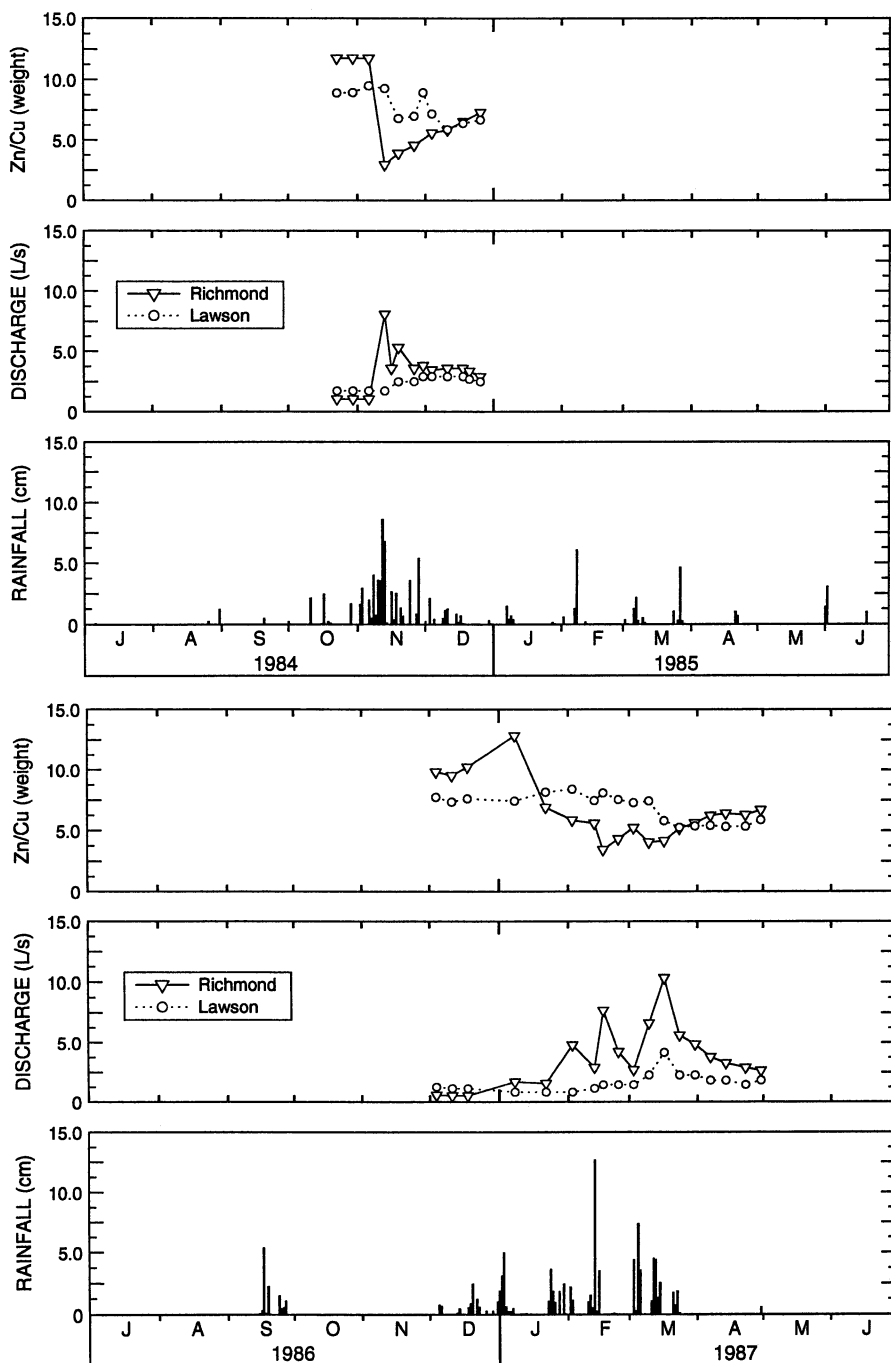 15.0
10.0
5.0
0
Zn/Cu (weight)
15.0
10.0
5.0
0
DISCHARGE (L/s)
Richmond
Lawson
15.0
10.0
5.0
0
RAINFALL (cm)
J A S O N D J F M A M J
1984 1985
15.0
10.0
5.0
0
Zn/Cu (weight)
15.0
10.0
5.0
0
DISCHARGE (L/s)
Richmond
Lawson
15.0
10.0
5.0
0
RAINFALL (cm)
J A S O N D J F M A M J
1986 1987